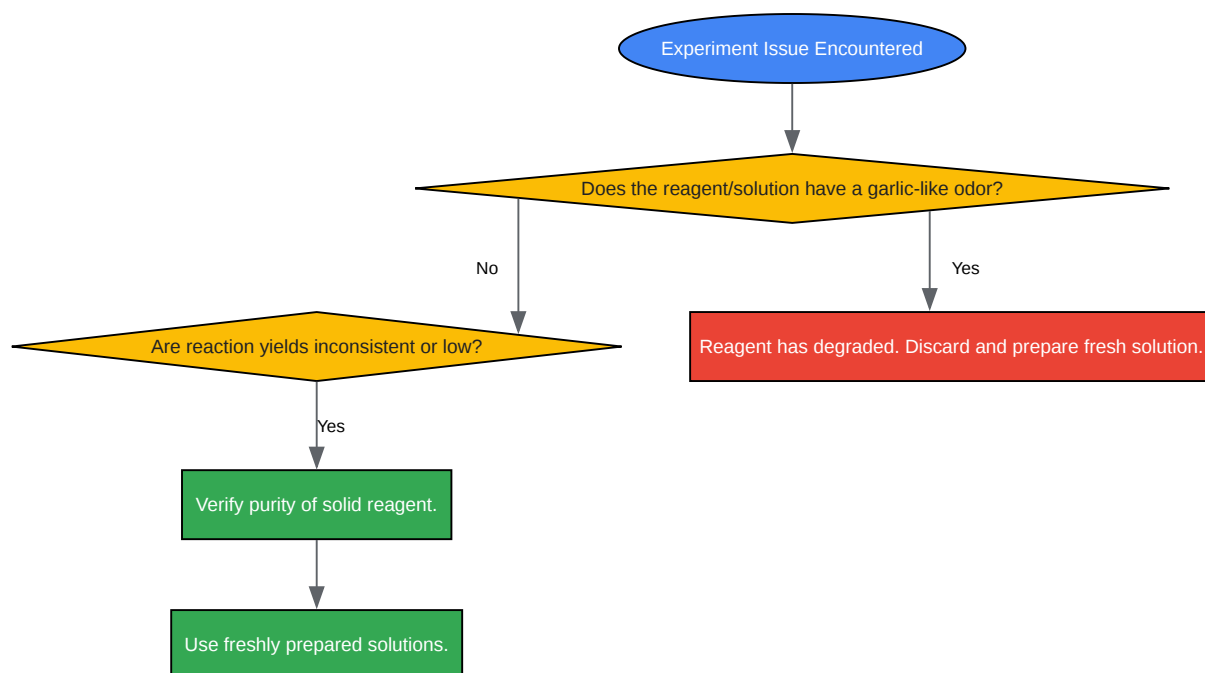 Experiment Issue Encountered
Does the reagent/solution have a garlic-like odor?
No
Yes
Are reaction yields inconsistent or low?
Reagent has degraded. Discard and prepare fresh solution.
Yes
Verify purity of solid reagent.
Use freshly prepared solutions.